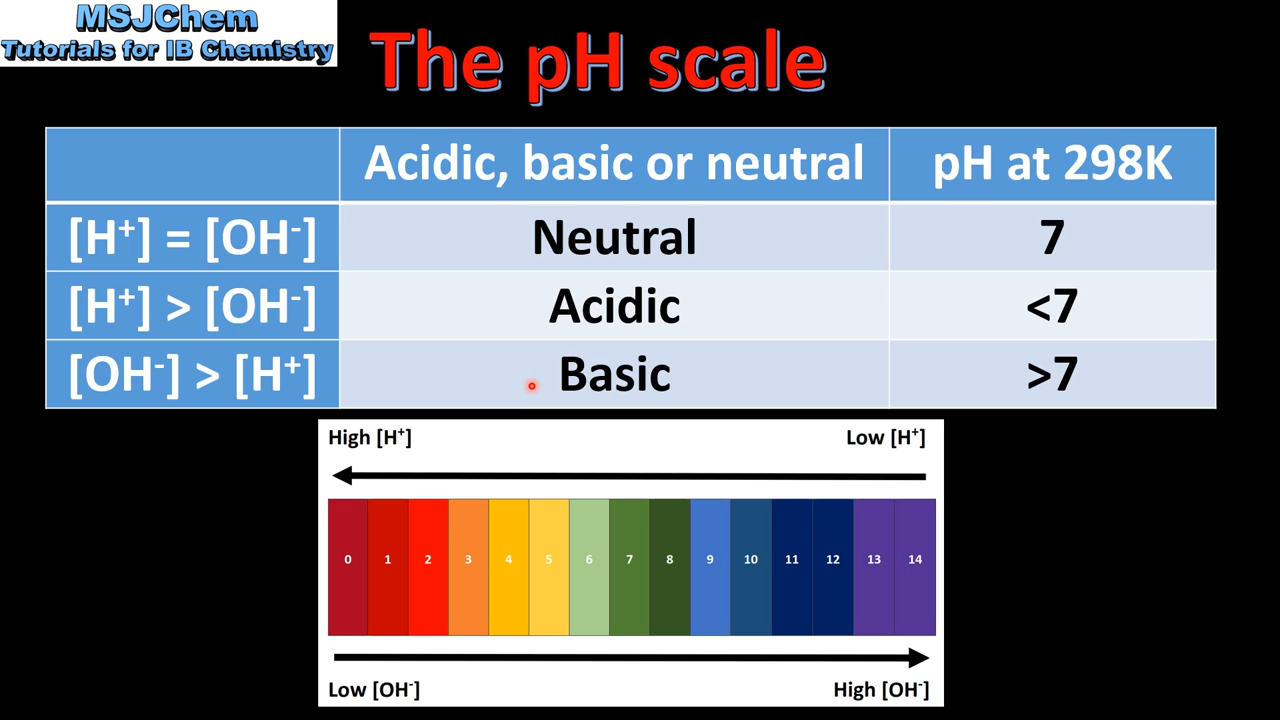 MSJChem
Tutorials for IB Chemistry
The pH scale
Acidic, basic or neutral pH at 298K
[H⁺] = [OH⁻] Neutral 7
[H⁺] > [OH⁻] Acidic <7
[OH⁻] > [H⁺] Basic >7
High [H⁺] Low [H⁺]
0 1 2 3 4 5 6 7 8 9 10 11 12 13 14
Low [OH⁻] High [OH⁻]